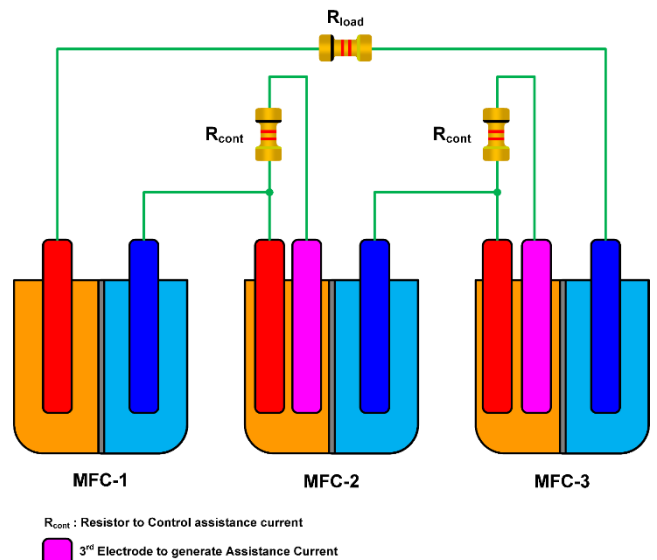 Rload
Rcont
Rcont
MFC-1
MFC-2
MFC-3
Rcont : Resistor to Control assistance current
3rd Electrode to generate Assistance Current